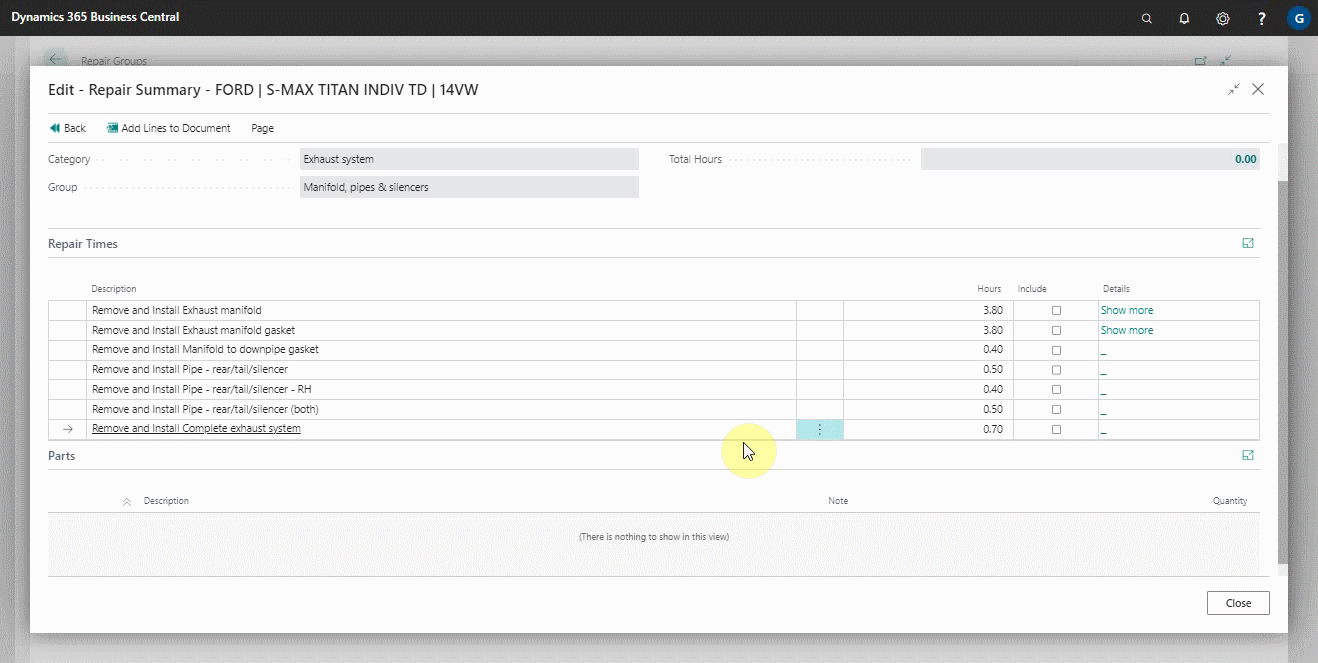 Dynamics 365 Business Central
? G
Repair Groups
Edit - Repair Summary - FORD | S-MAX TITAN INDIV TD | 14VW
Back Add Lines to Document Page
Category Exhaust system Total Hours 0.00
Group Manifold, pipes & silencers
Repair Times
Description Hours Include Details
Remove and Install Exhaust manifold 3.80 Show more
Remove and Install Exhaust manifold gasket 3.80 Show more
Remove and Install Manifold to downpipe gasket 0.40 _
Remove and Install Pipe - rear/tail/silencer 0.50 _
Remove and Install Pipe - rear/tail/silencer - RH 0.40 _
Remove and Install Pipe - rear/tail/silencer (both) 0.50 _
Remove and Install Complete exhaust system 0.70 _
Parts
Description Note Quantity
(There is nothing to show in this view)
Close